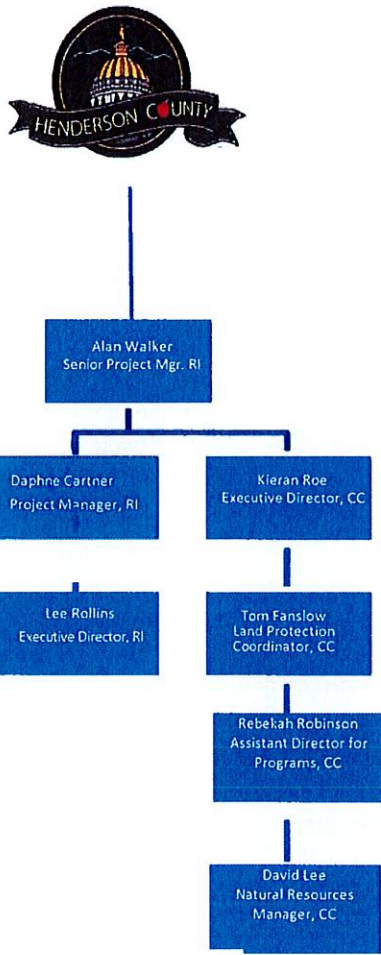 HENDERSON COUNTY
Alan Walker
Senior Project Mgr. RI
Daphne Cartner
Project Manager, RI
Kieran Roe
Executive Director, CC
Lee Rollins
Executive Director, RI
Tom Fanslow
Land Protection
Coordinator, CC
Rebekah Robinson
Assistant Director for
Programs, CC
David Lee
Natural Resources
Manager, CC